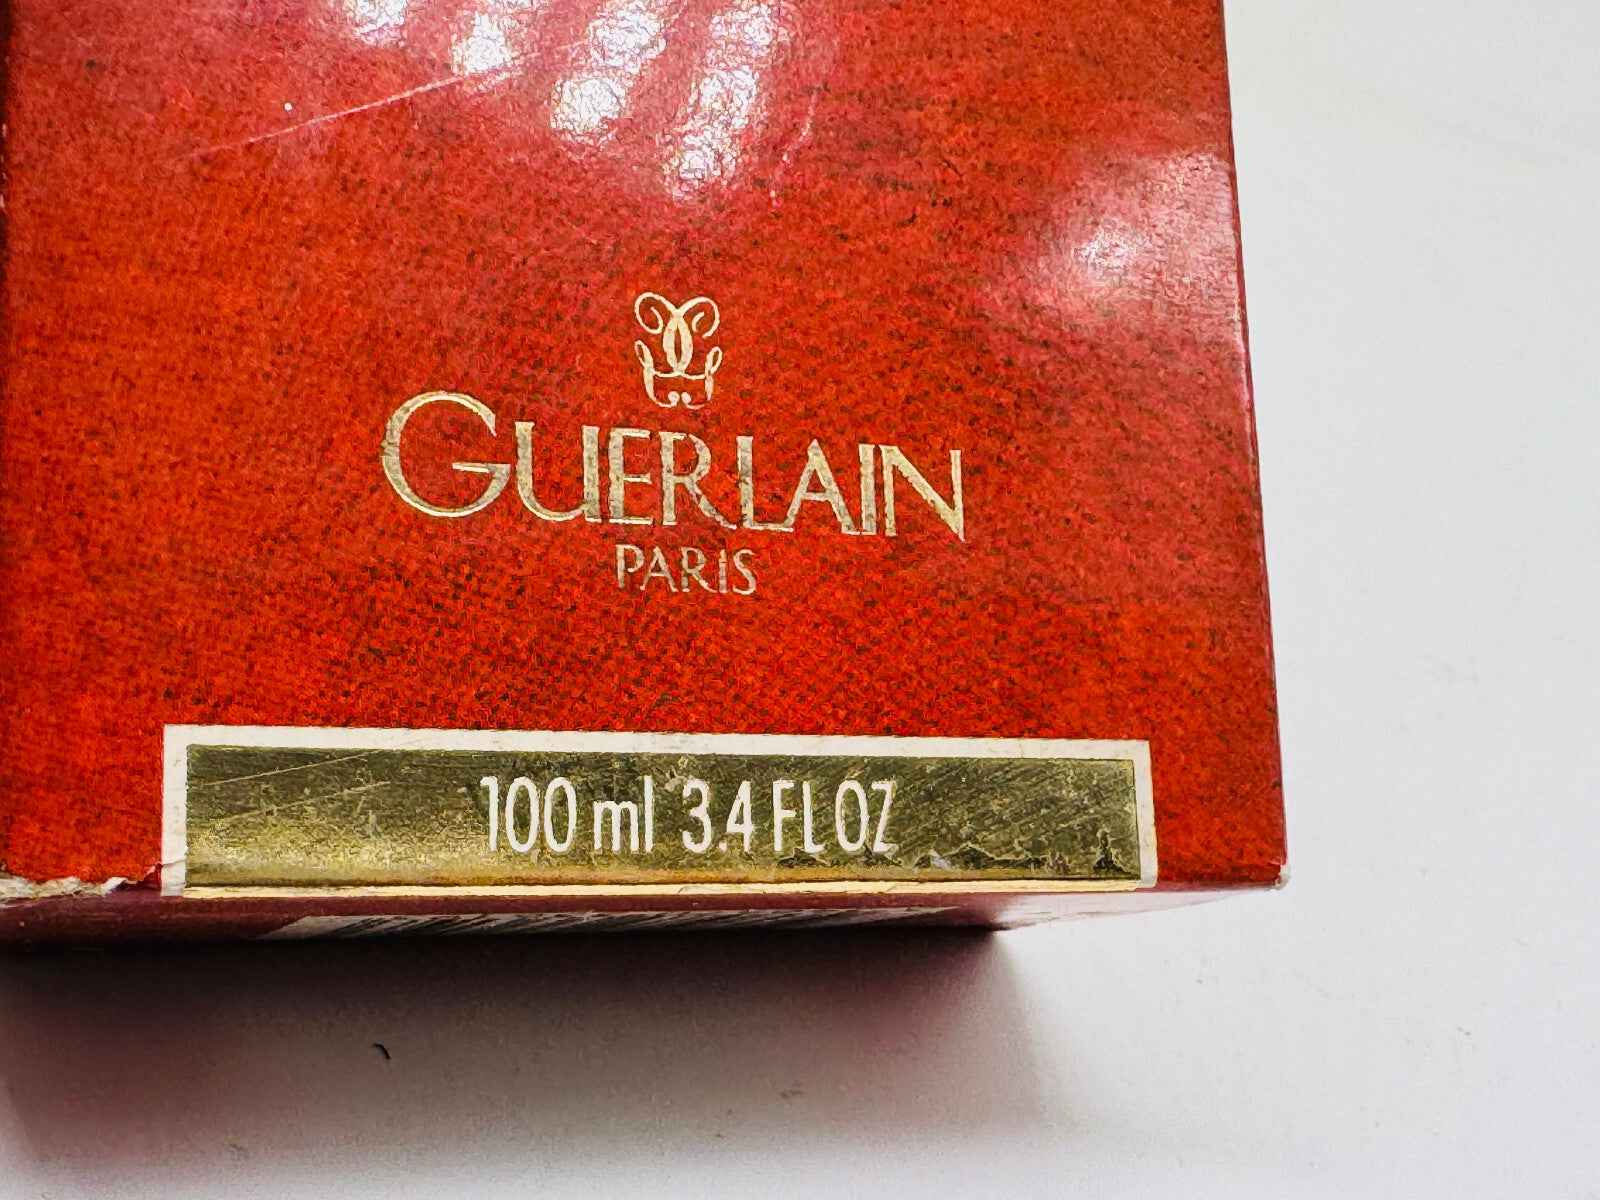 GUERLAIN
PARIS
100 ml 3.4 FL OZ